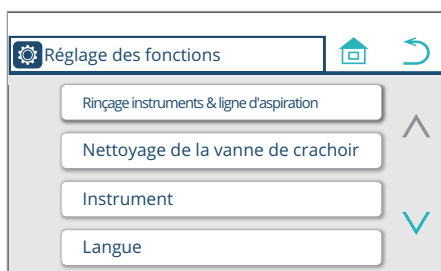 Réglage des fonctions
Rinçage instruments & ligne d'aspiration
Nettoyage de la vanne de crachoir
Instrument
Langue